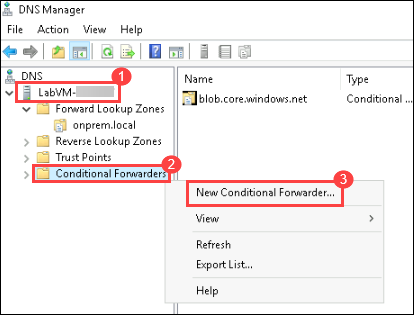 DNS Manager
File Action View Help
DNS
1
LabVM-
Forward Lookup Zones
onprem.local
Reverse Lookup Zones
Trust Points
2
Conditional Forwarders
Name Type
blob.core.windows.net Conditional ...
3
New Conditional Forwarder...
View
Refresh
Export List...
Help